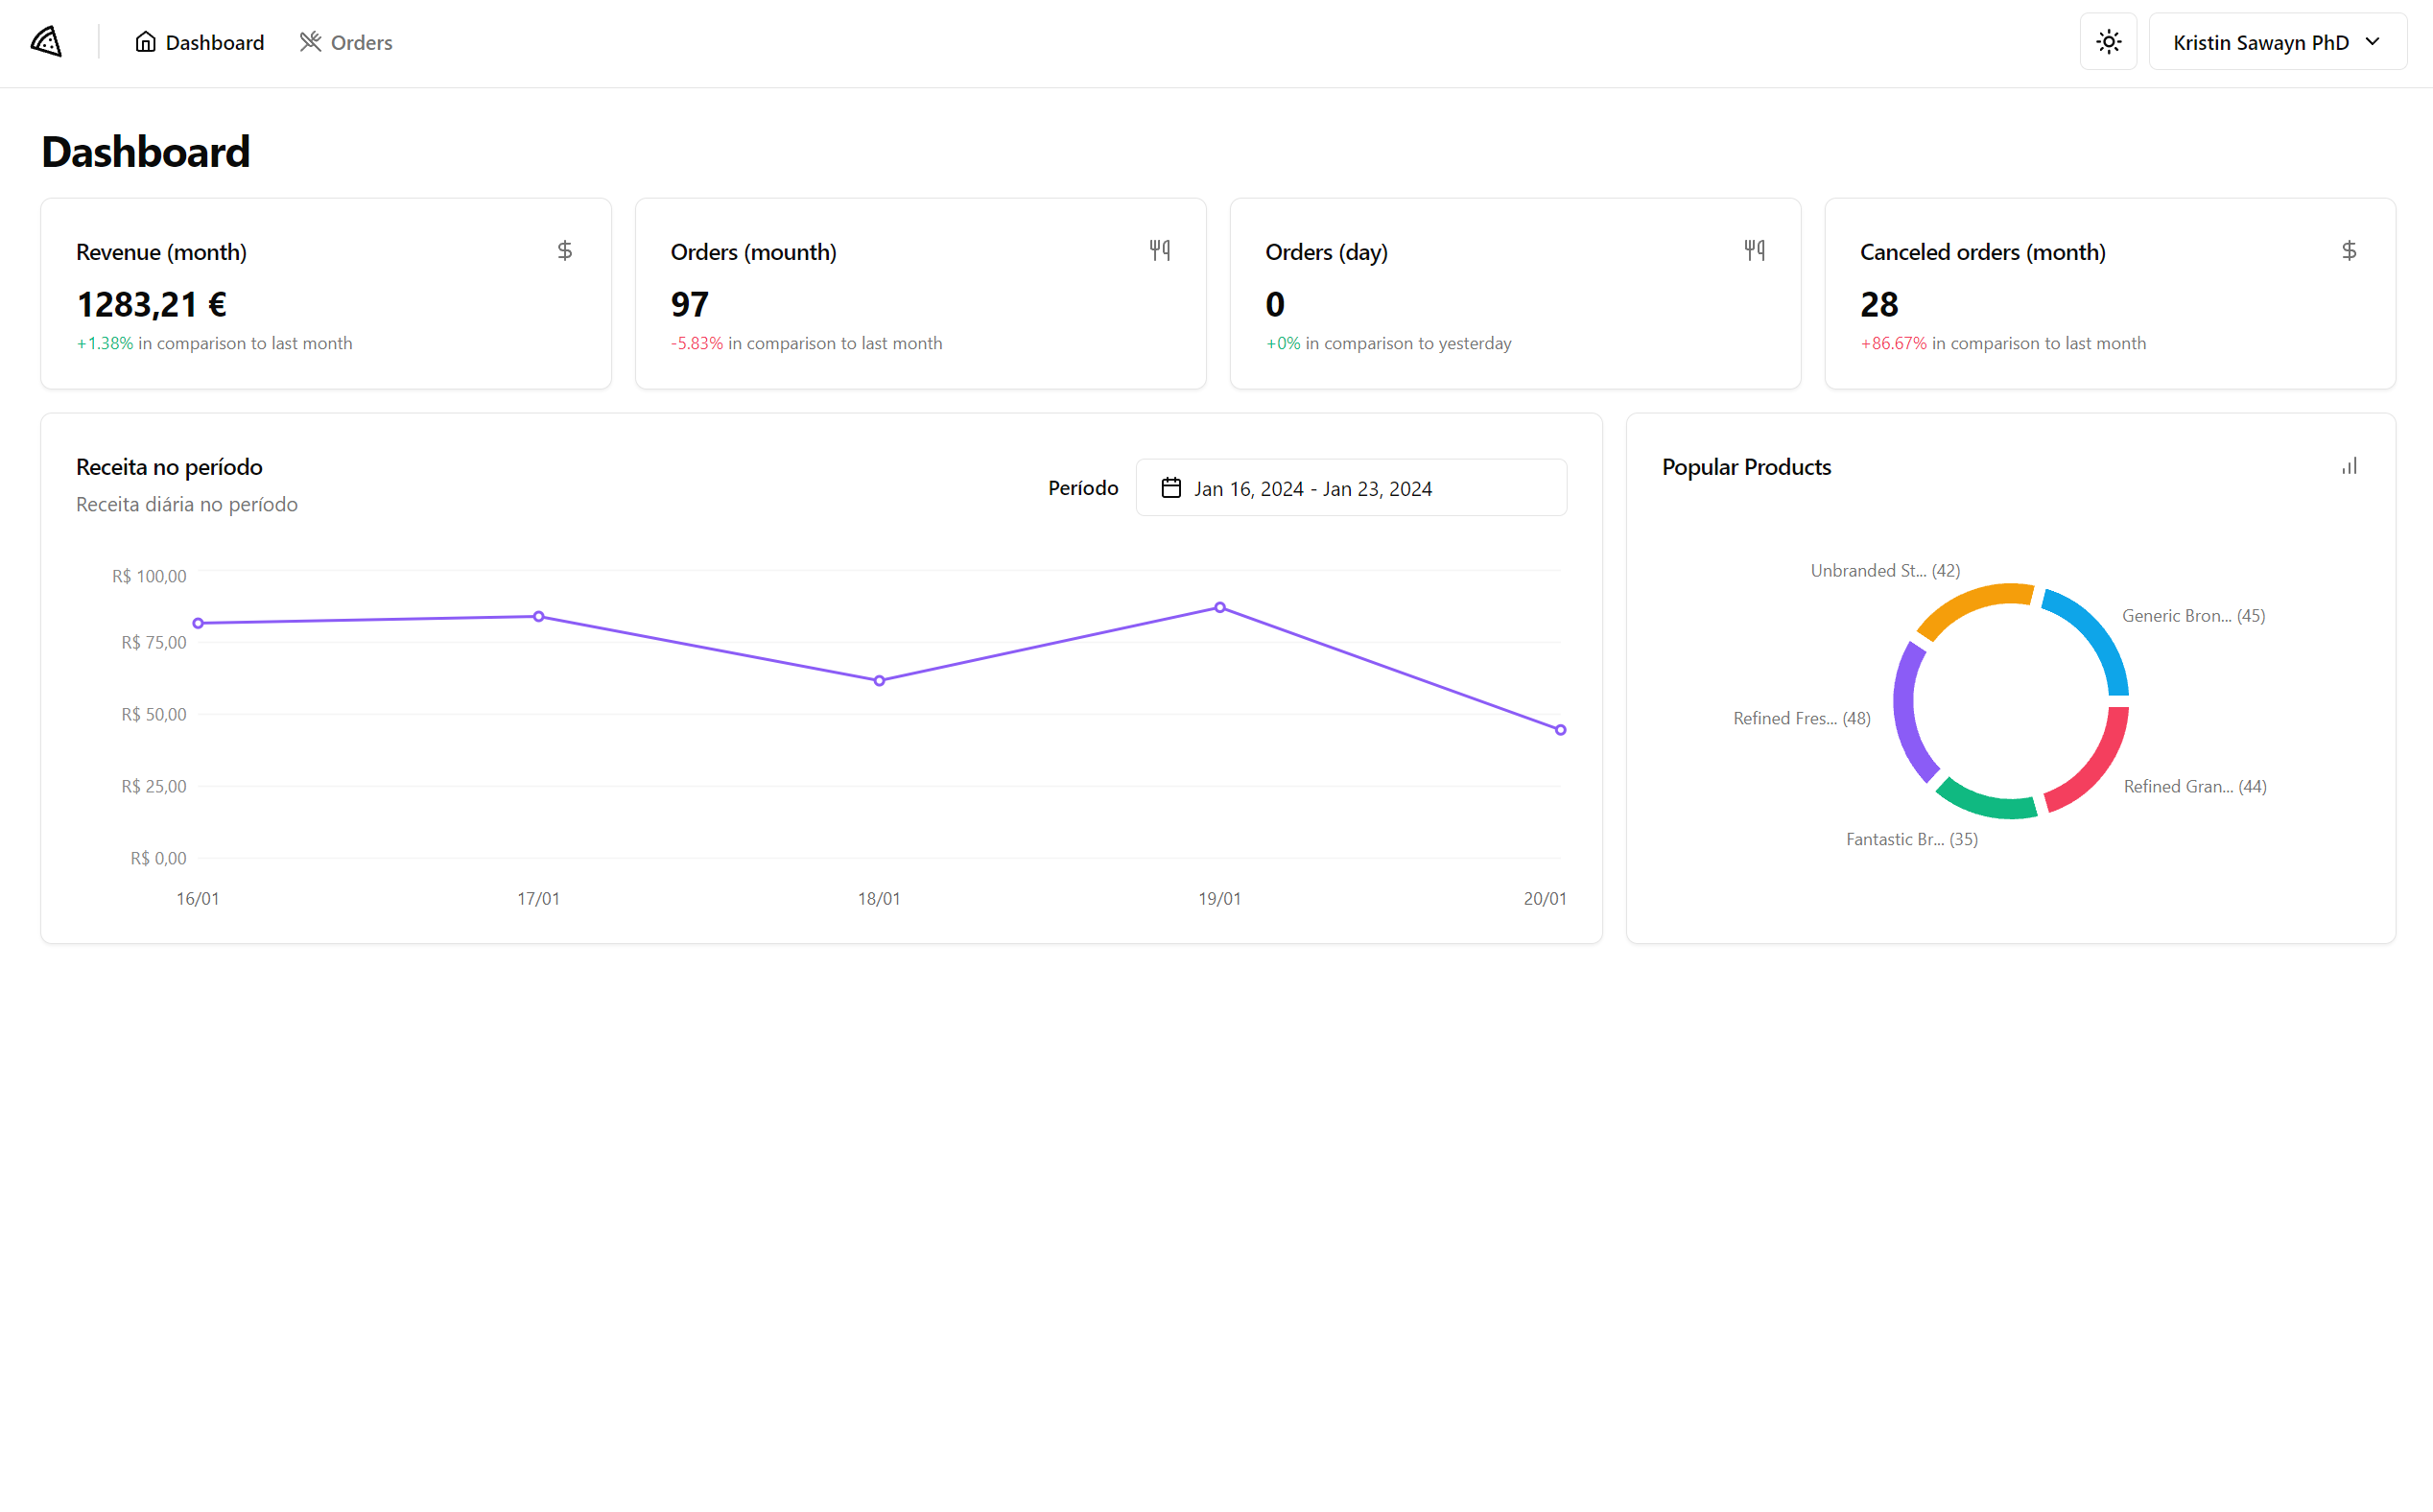 Dashboard
Orders
Kristin Sawayn PhD
Dashboard
Revenue (month)
1283,21 €
+1.38% in comparison to last month
Orders (mounth)
97
-5.83% in comparison to last month
Orders (day)
0
+0% in comparison to yesterday
Canceled orders (month)
28
+86.67% in comparison to last month
Receita no período
Receita diária no período
Período
Jan 16, 2024 - Jan 23, 2024
R$ 100,00
R$ 75,00
R$ 50,00
R$ 25,00
R$ 0,00
16/01
17/01
18/01
19/01
20/01
Popular Products
Unbranded St... (42)
Generic Bron... (45)
Refined Fres... (48)
Refined Gran... (44)
Fantastic Br... (35)